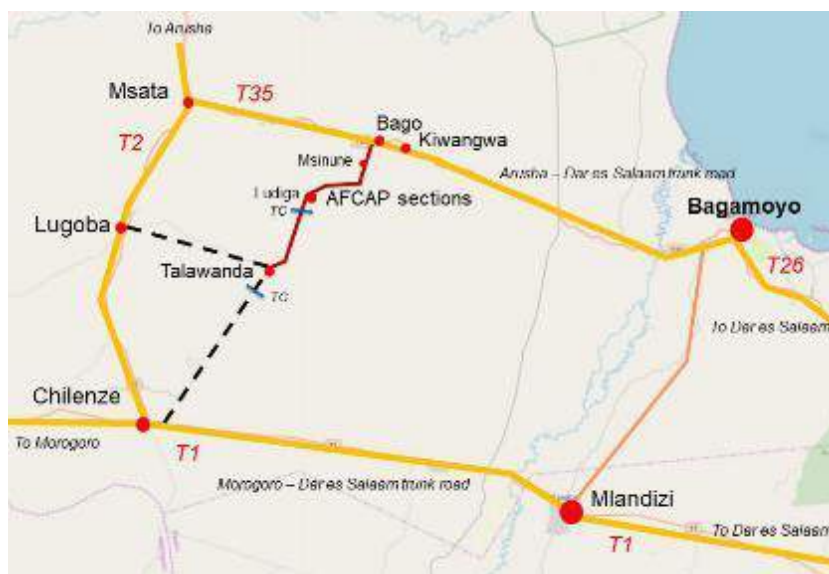 To Arusha
Msata
T35
T2
Bago
Kiwangwa
Msinune
Ludiga
TC
AFCAP sections
Arusha – Dar es Salaam trunk road
Lugoba
Bagamoyo
Talawanda
TC
T26
To Dar es Salaam
Chilenze
To Morogoro
T1
Morogoro – Dar es Salaam trunk road
Mlandizi
T1
To Dar es Salaam